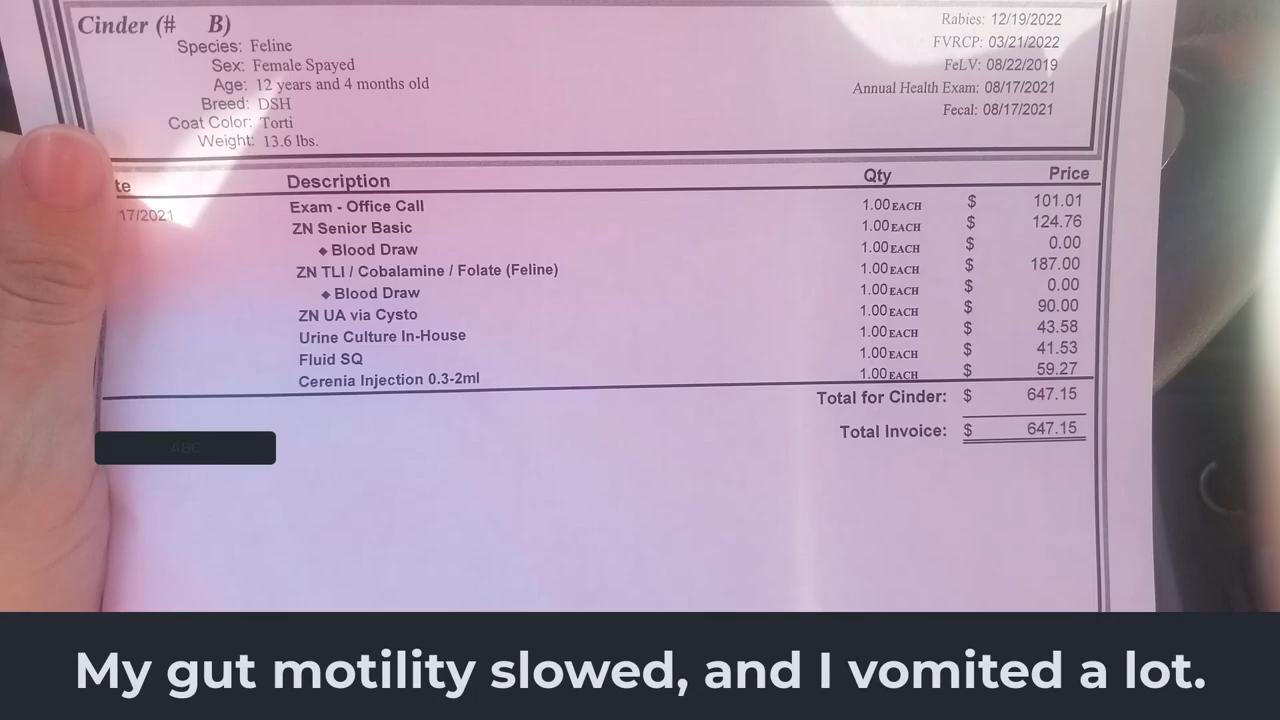 Cinder (# B)
Species: Feline
Sex: Female Spayed
Age: 12 years and 4 months old
Breed: DSH
Coat Color: Torti
Weight: 13.6 lbs.
Rabies: 12/19/2022
FVRCP: 03/21/2022
FeLV: 08/22/2019
Annual Health Exam: 08/17/2021
Fecal: 08/17/2021
te Description Qty Price
17/2021 Exam - Office Call 1.00 EACH $ 101.01
ZN Senior Basic 1.00 EACH $ 124.76
◆ Blood Draw 1.00 EACH $ 0.00
ZN TLI / Cobalamine / Folate (Feline) 1.00 EACH $ 187.00
◆ Blood Draw 1.00 EACH $ 0.00
ZN UA via Cysto 1.00 EACH $ 90.00
Urine Culture In-House 1.00 EACH $ 43.58
Fluid SQ 1.00 EACH $ 41.53
Cerenia Injection 0.3-2ml 1.00 EACH $ 59.27
Total for Cinder: $ 647.15
Total Invoice: $ 647.15
ABC
My gut motility slowed, and I vomited a lot.